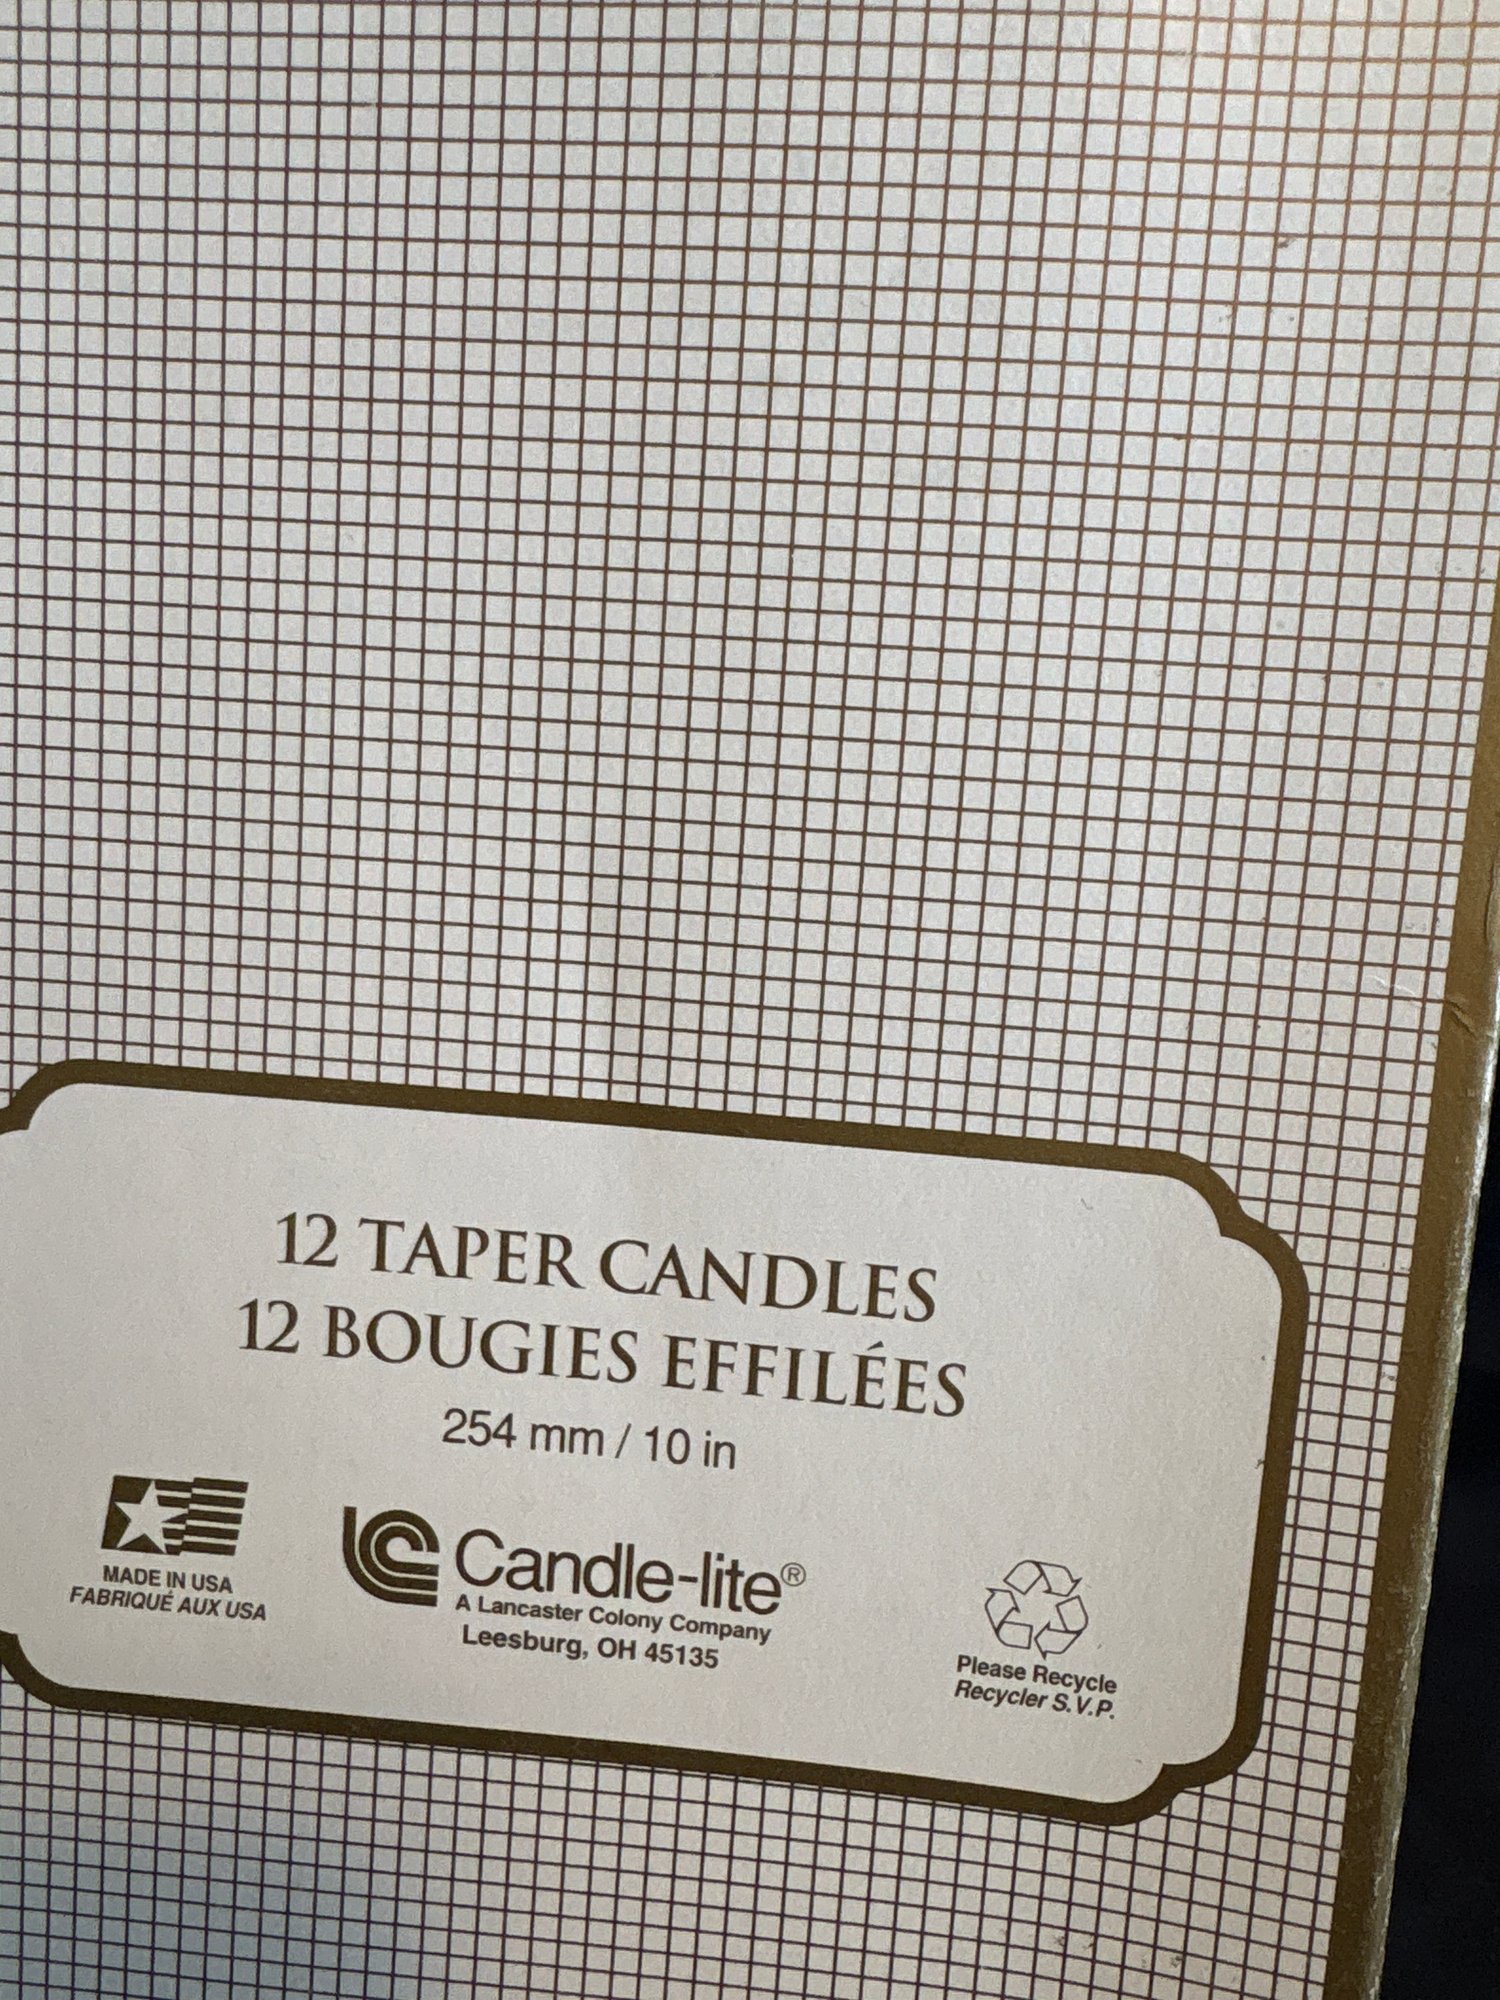 12 TAPER CANDLES
12 BOUGIES EFFILÉES
254 mm / 10 in
MADE IN USA
FABRIQUÉ AUX USA
Candle-lite®
A Lancaster Colony Company
Leesburg, OH 45135
Please Recycle
Recycler S.V.P.